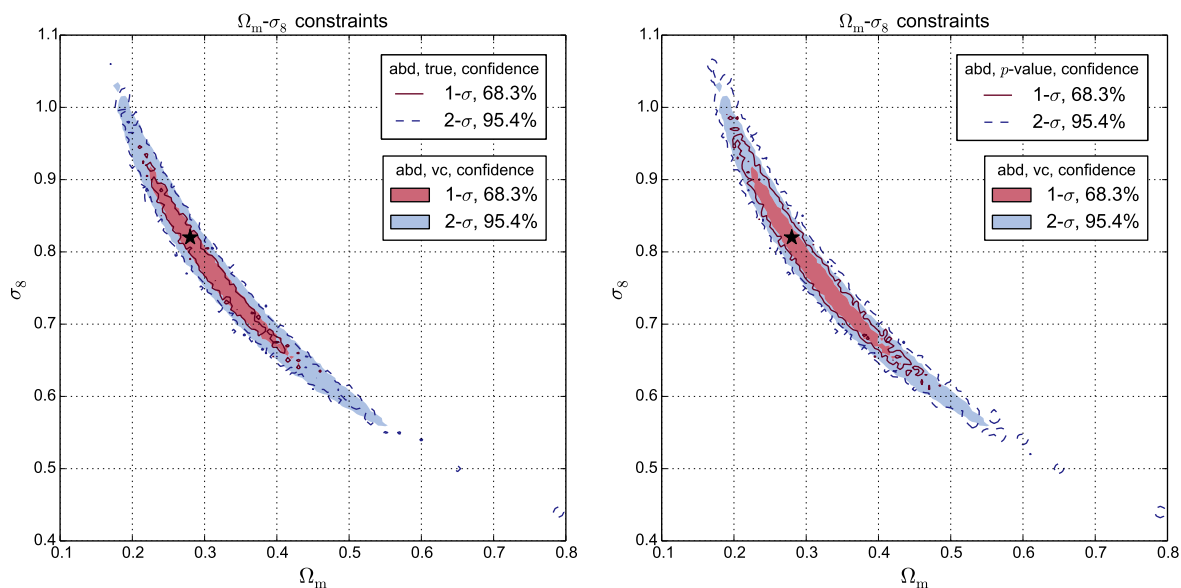 Ωm-σ8 constraints
1.1
1.0
0.9
0.8
0.7
0.6
0.5
0.4
σ8
abd, true, confidence
1-σ, 68.3%
2-σ, 95.4%
abd, vc, confidence
1-σ, 68.3%
2-σ, 95.4%
0.1 0.2 0.3 0.4 0.5 0.6 0.7 0.8
Ωm
Ωm-σ8 constraints
1.1
1.0
0.9
0.8
0.7
0.6
0.5
0.4
σ8
abd, p-value, confidence
1-σ, 68.3%
2-σ, 95.4%
abd, vc, confidence
1-σ, 68.3%
2-σ, 95.4%
0.1 0.2 0.3 0.4 0.5 0.6 0.7 0.8
Ωm